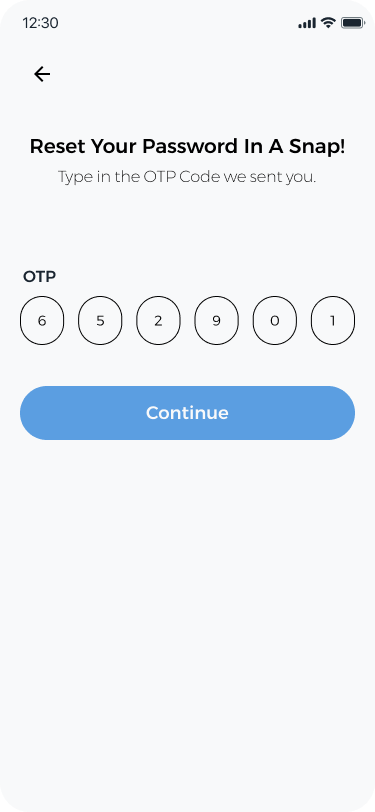 12:30
Reset Your Password In A Snap!
Type in the OTP Code we sent you.
OTP
6 5 2 9 0 1
Continue